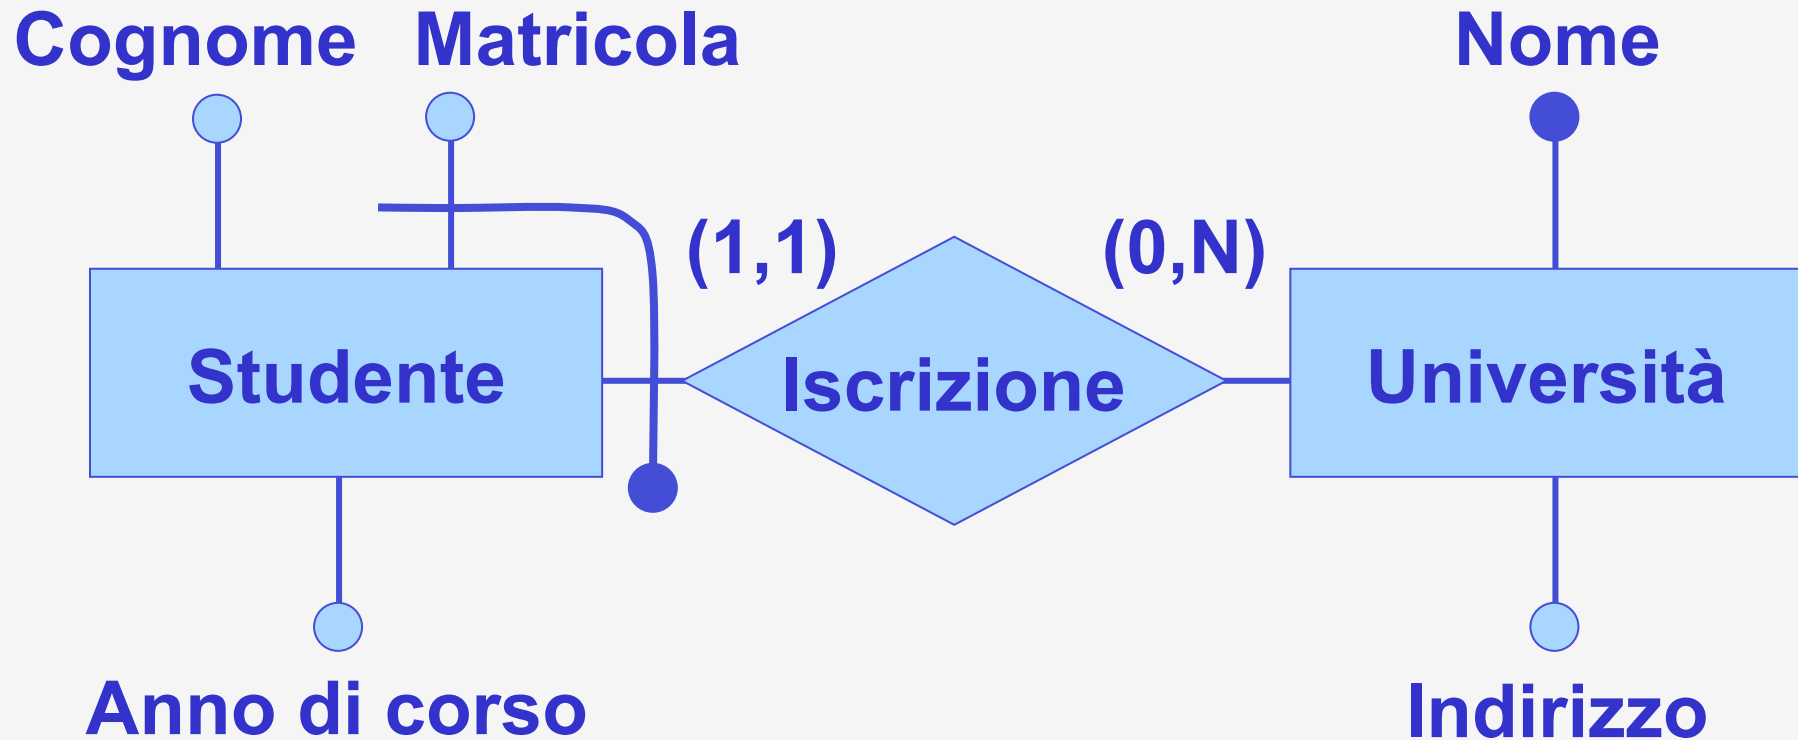 Cognome Matricola Nome
(1,1) (0,N)
Studente Iscrizione Università
Anno di corso Indirizzo